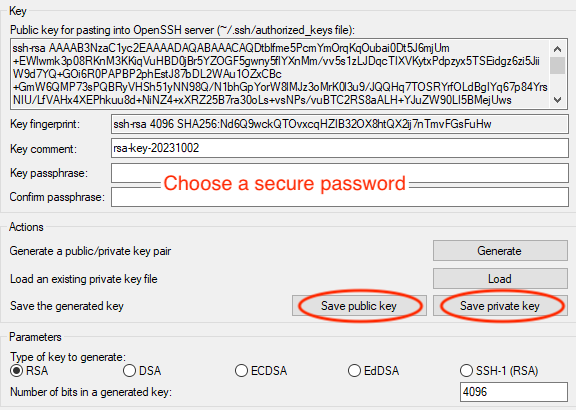 Key
Public key for pasting into OpenSSH server (~/.ssh/authorized_keys file):
ssh-rsa AAAAB3NzaC1yc2EAAAADAQABAAACAQDtblfme5PcmYmOrqKqOubai0Dt5J6mjUm
+EWlwmk3p08RKnM3KKiqVuHBD0jBr5YZOGF5gwny5flYXnMm/vv5s1zLJDqcTIXVKytxPdpzyx5TSEidgz6zi5Jii
W9d7YQ+GOi6R0PAPBP2phEstJ87bDL2WAu1OZxCBc
+GmW6QMP73sPQBRyVHSh51yNN98Q/N1bhGpYorW8IMJz3oMrK0I3u9/JQQHq7TOSRYrfOLdBgIYq67p84Yrs
NIU/LfVAHx4XEPhkuu8d+NiNZ4+xXRZ25B7ra30oLs+vsNPs/vuBTC2RS8aALH+YJuZW90LI5BMejUws
Key fingerprint: ssh-rsa 4096 SHA256:Nd6Q9wckQTOvxcqHZIB32OX8htQX2ij7nTmvFGsFuHw
Key comment: rsa-key-20231002
Key passphrase:
Choose a secure password
Confirm passphrase:
Actions
Generate a public/private key pair Generate
Load an existing private key file Load
Save the generated key Save public key Save private key
Parameters
Type of key to generate:
RSA DSA ECDSA EdDSA SSH-1 (RSA)
Number of bits in a generated key: 4096